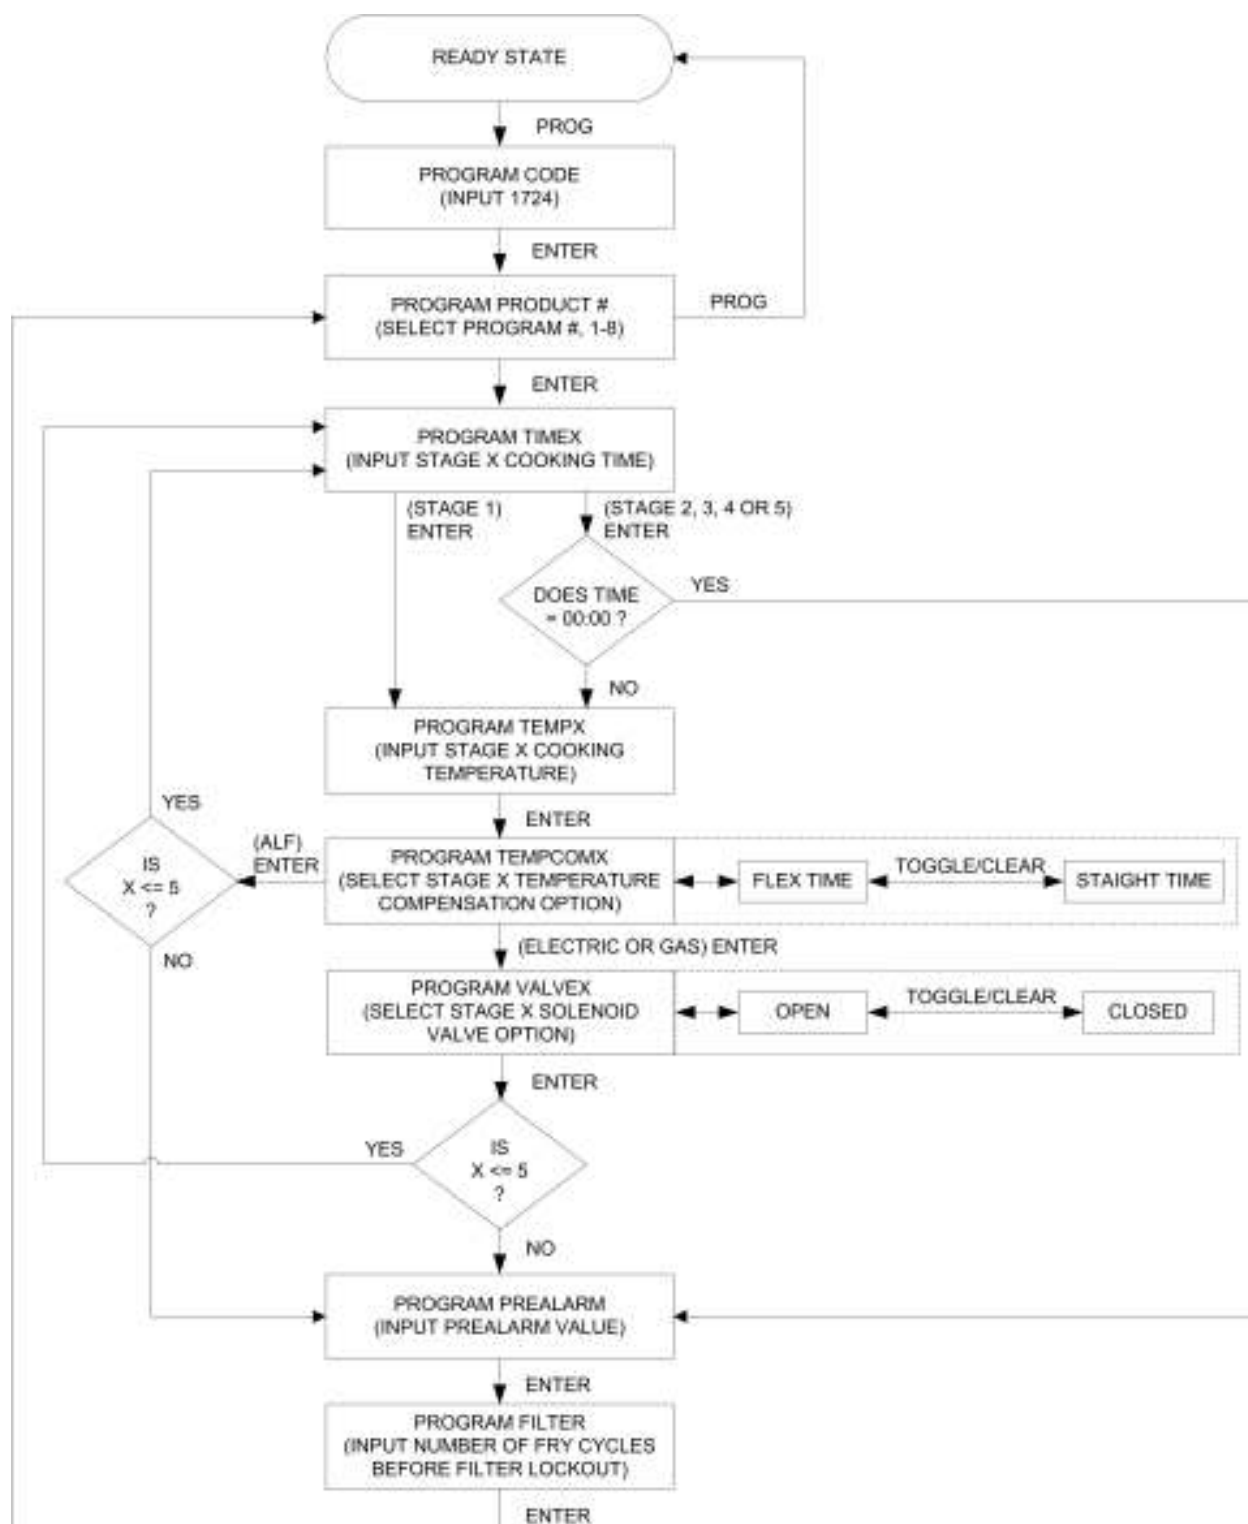 READY STATE
PROG
PROGRAM CODE
(INPUT 1724)
ENTER
PROGRAM PRODUCT #
(SELECT PROGRAM #, 1-8)
PROG
ENTER
PROGRAM TIMEX
(INPUT STAGE X COOKING TIME)
(STAGE 1)
ENTER
(STAGE 2, 3, 4 OR 5)
ENTER
DOES TIME
= 00:00 ?
YES
NO
PROGRAM TEMPX
(INPUT STAGE X COOKING
TEMPERATURE)
ENTER
YES
IS
X <= 5
?
NO
(ALF)
ENTER
PROGRAM TEMPCOMX
(SELECT STAGE X TEMPERATURE
COMPENSATION OPTION)
FLEX TIME
TOGGLE/CLEAR
STAIGHT TIME
(ELECTRIC OR GAS) ENTER
PROGRAM VALVEX
(SELECT STAGE X SOLENOID
VALVE OPTION)
OPEN
TOGGLE/CLEAR
CLOSED
ENTER
YES
IS
X <= 5
?
NO
PROGRAM PREALARM
(INPUT PREALARM VALUE)
ENTER
PROGRAM FILTER
(INPUT NUMBER OF FRY CYCLES
BEFORE FILTER LOCKOUT)
ENTER